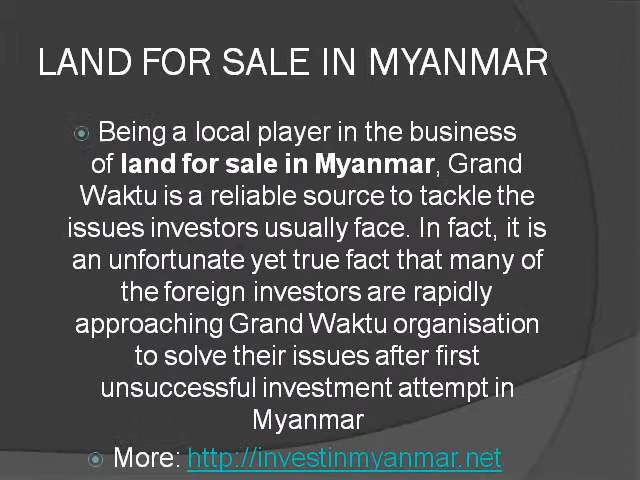 LAND FOR SALE IN MYANMAR
Being a local player in the business
of land for sale in Myanmar, Grand
Waktu is a reliable source to tackle the
issues investors usually face. In fact, it is
an unfortunate yet true fact that many of
the foreign investors are rapidly
approaching Grand Waktu organisation
to solve their issues after first
unsuccessful investment attempt in
Myanmar
More: http://investinmyanmar.net